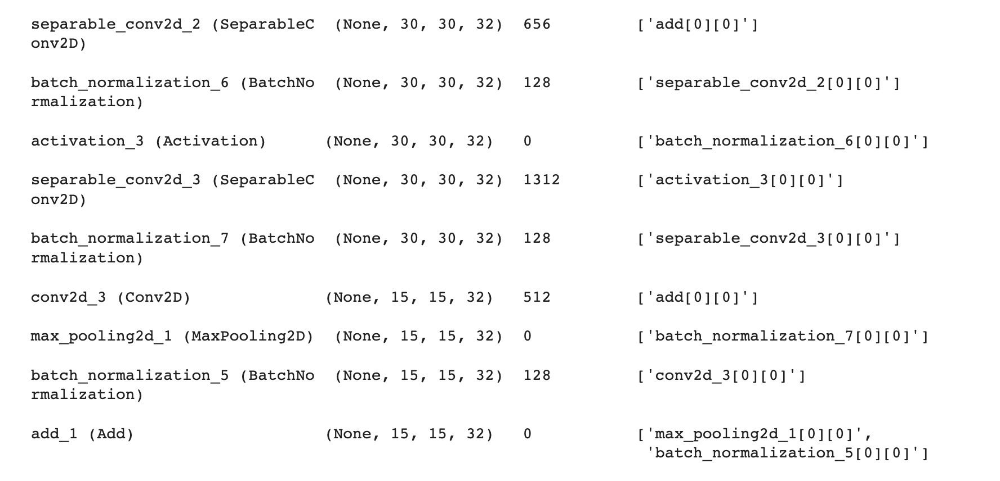 separable_conv2d_2 (SeparableC  (None, 30, 30, 32)  656         ['add[0][0]']
onv2D)
batch_normalization_6 (BatchNo  (None, 30, 30, 32)  128         ['separable_conv2d_2[0][0]']
rmalization)
activation_3 (Activation)      (None, 30, 30, 32)   0           ['batch_normalization_6[0][0]']
separable_conv2d_3 (SeparableC  (None, 30, 30, 32)  1312        ['activation_3[0][0]']
onv2D)
batch_normalization_7 (BatchNo  (None, 30, 30, 32)  128         ['separable_conv2d_3[0][0]']
rmalization)
conv2d_3 (Conv2D)              (None, 15, 15, 32)   512         ['add[0][0]']
max_pooling2d_1 (MaxPooling2D)  (None, 15, 15, 32)  0           ['batch_normalization_7[0][0]']
batch_normalization_5 (BatchNo  (None, 15, 15, 32)  128         ['conv2d_3[0][0]']
rmalization)
add_1 (Add)                    (None, 15, 15, 32)   0           ['max_pooling2d_1[0][0]',
'batch_normalization_5[0][0]']